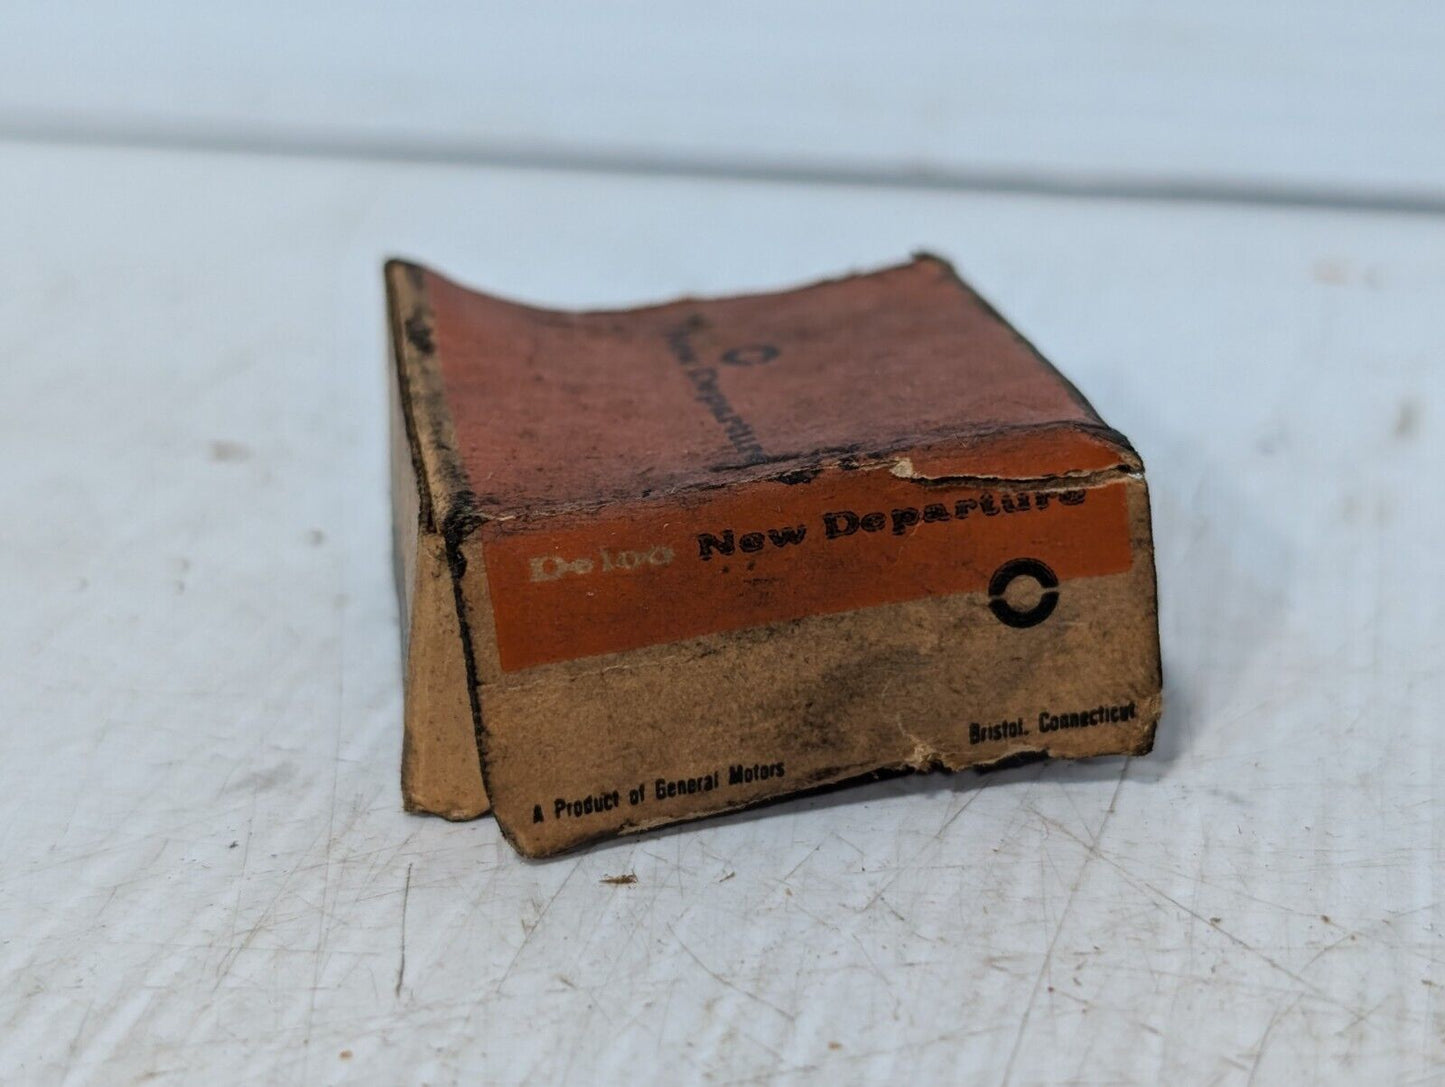 New Departure
Delco New Departure
A Product of General Motors
Bristol, Connecticut